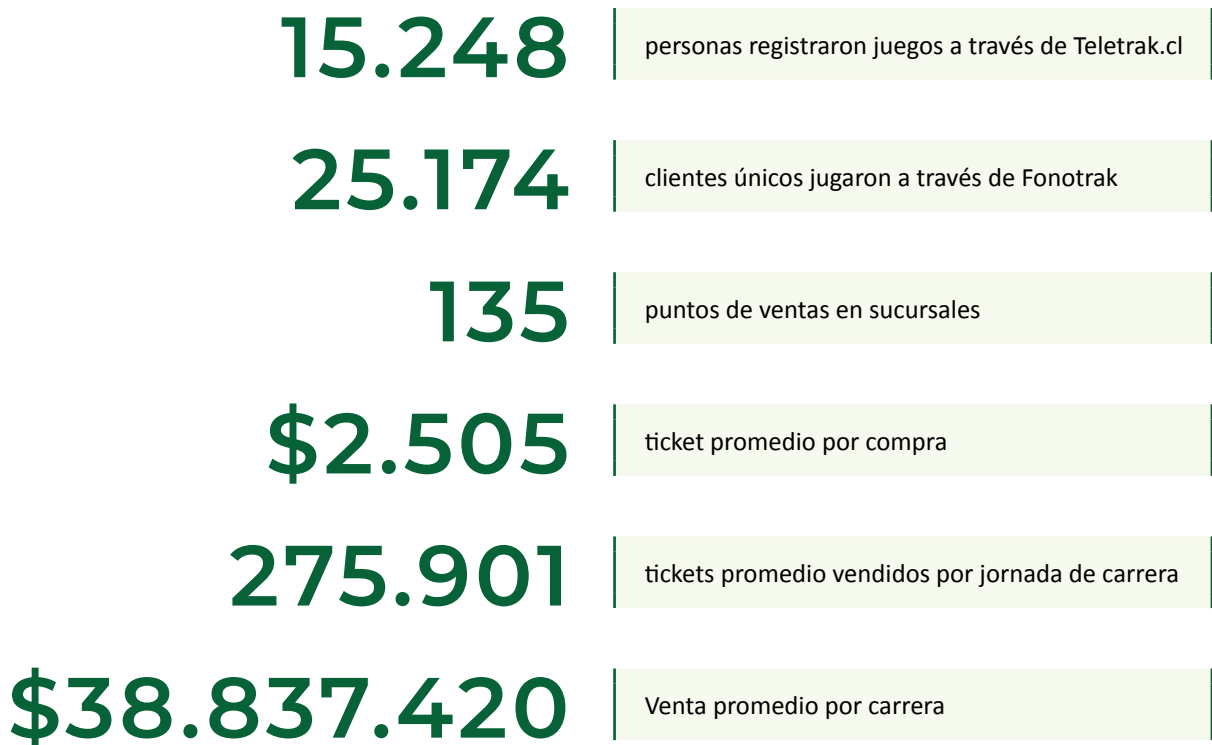 15.248
personas registraron juegos a través de Teletrak.cl
25.174
clientes únicos jugaron a través de Fonotrak
135
puntos de ventas en sucursales
$2.505
ticket promedio por compra
275.901
tickets promedio vendidos por jornada de carrera
$38.837.420
Venta promedio por carrera